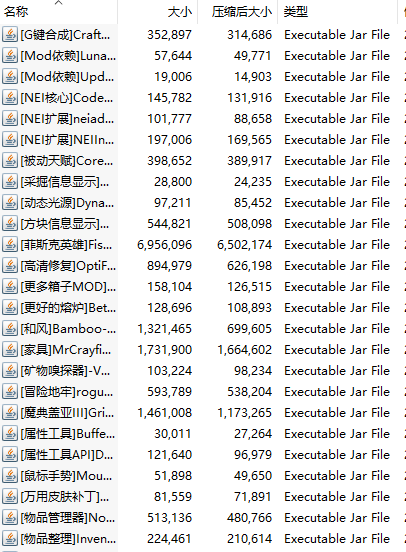 名称 大小 压缩后大小 类型
[G键合成]Craft... 352,897 314,686 Executable Jar File
[Mod依赖]Luna... 57,644 49,771 Executable Jar File
[Mod依赖]Upd... 19,006 14,903 Executable Jar File
[NEI核心]Code... 145,782 131,916 Executable Jar File
[NEI扩展]neiad... 101,777 88,658 Executable Jar File
[NEI扩展]NEIIn... 197,006 169,565 Executable Jar File
[被动天赋]Core... 398,652 389,917 Executable Jar File
[采掘信息显示]... 28,800 24,235 Executable Jar File
[动态光源]Dyna... 97,211 85,452 Executable Jar File
[方块信息显示]... 544,821 508,098 Executable Jar File
[菲斯克英雄]Fis... 6,956,096 6,502,174 Executable Jar File
[高清修复]OptiF... 894,979 626,198 Executable Jar File
[更多箱子MOD]... 158,104 126,515 Executable Jar File
[更好的熔炉]Bet... 128,696 108,893 Executable Jar File
[和风]Bamboo-... 1,321,465 699,605 Executable Jar File
[家具]MrCrayfi... 1,731,900 1,664,602 Executable Jar File
[矿物嗅探器]-V... 103,224 98,234 Executable Jar File
[冒险地牢]rogu... 593,789 538,204 Executable Jar File
[魔典盖亚III]Gri... 1,461,008 1,173,265 Executable Jar File
[属性工具]Buffe... 30,011 27,264 Executable Jar File
[属性工具API]D... 121,640 96,979 Executable Jar File
[鼠标手势]Mou... 51,898 49,650 Executable Jar File
[万用皮肤补丁]... 81,559 71,891 Executable Jar File
[物品管理器]No... 513,136 480,766 Executable Jar File
[物品整理]Inven... 224,461 210,614 Executable Jar File